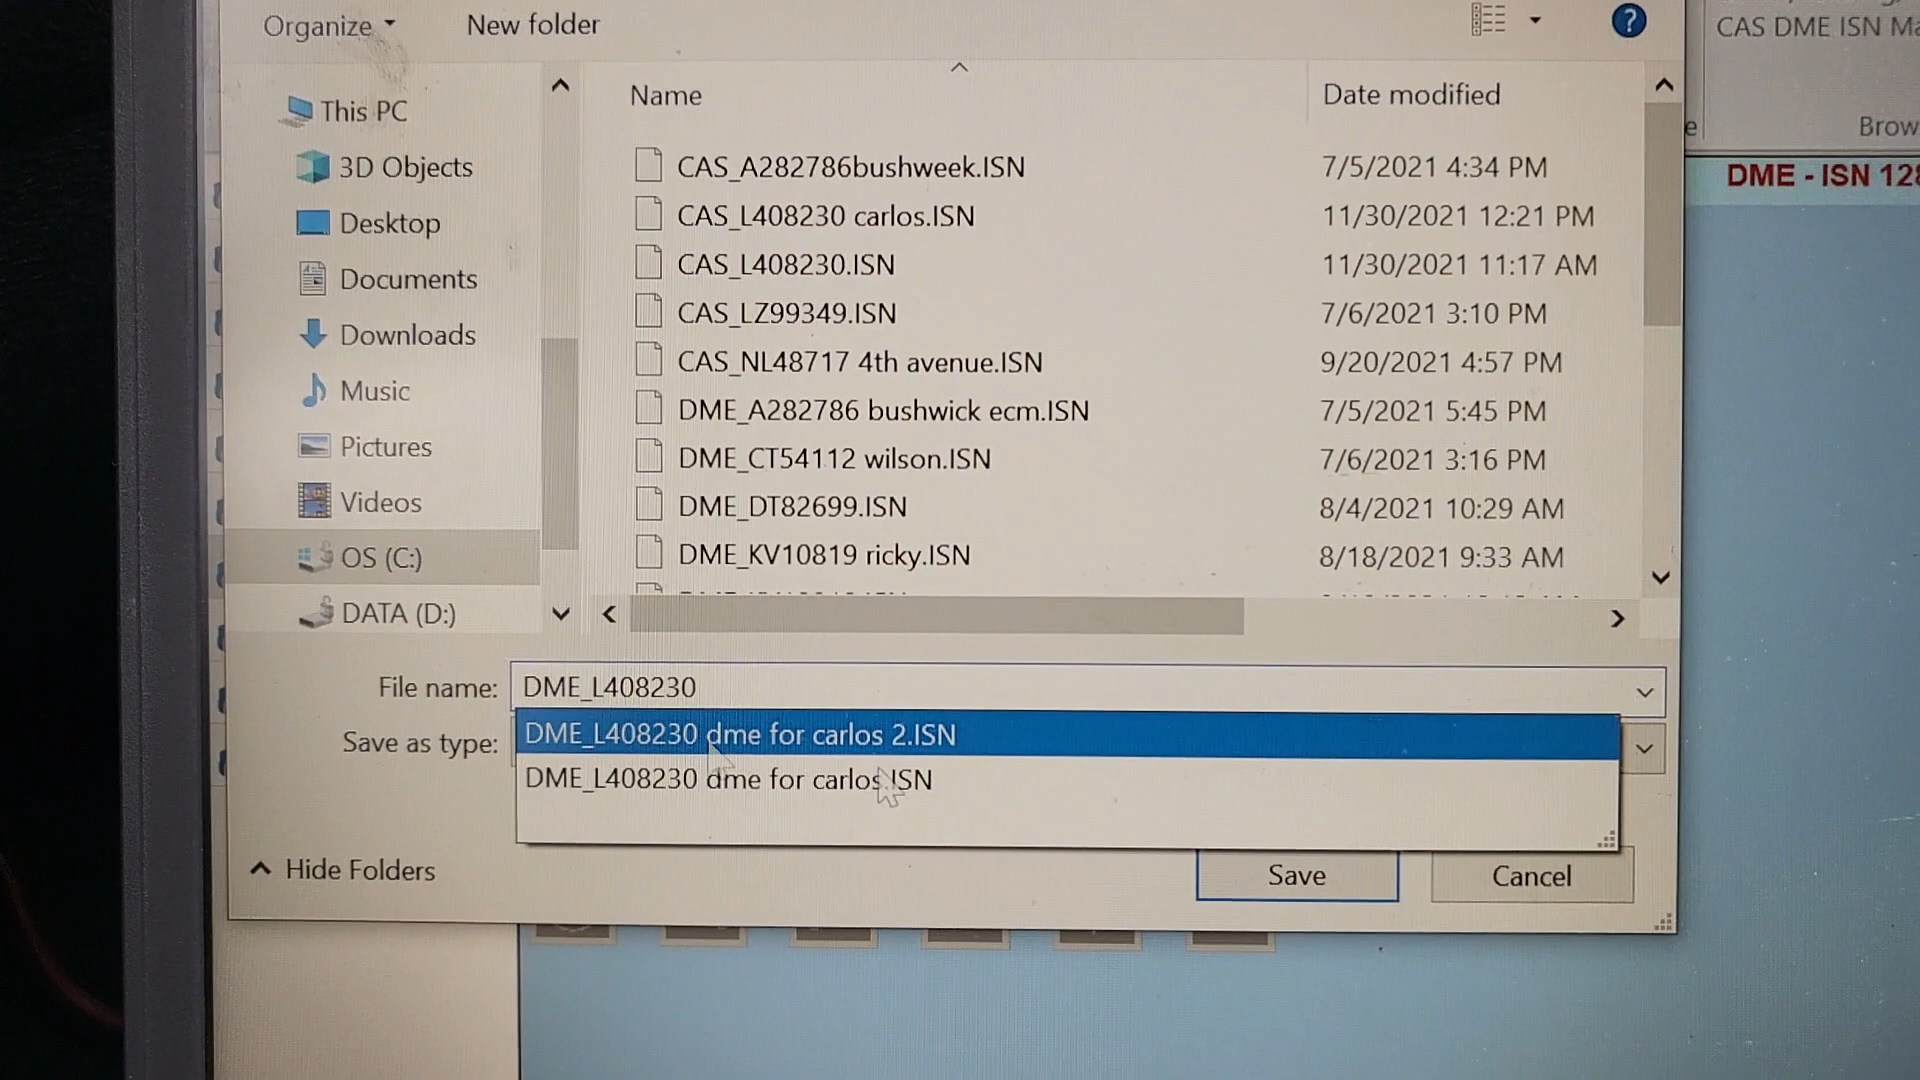 Organize
New folder
CAS DME ISN
This PC
3D Objects
Desktop
Documents
Downloads
Music
Pictures
Videos
OS (C:)
DATA (D:)
Name
Date modified
CAS_A282786bushweek.ISN 7/5/2021 4:34 PM
CAS_L408230 carlos.ISN 11/30/2021 12:21 PM
CAS_L408230.ISN 11/30/2021 11:17 AM
CAS_LZ99349.ISN 7/6/2021 3:10 PM
CAS_NL48717 4th avenue.ISN 9/20/2021 4:57 PM
DME_A282786 bushwick ecm.ISN 7/5/2021 5:45 PM
DME_CT54112 wilson.ISN 7/6/2021 3:16 PM
DME_DT82699.ISN 8/4/2021 10:29 AM
DME_KV10819 ricky.ISN 8/18/2021 9:33 AM
Brow
DME - ISN 128
File name: DME_L408230
DME_L408230 dme for carlos 2.ISN
Save as type:
DME_L408230 dme for carlos.ISN
Hide Folders
Save
Cancel